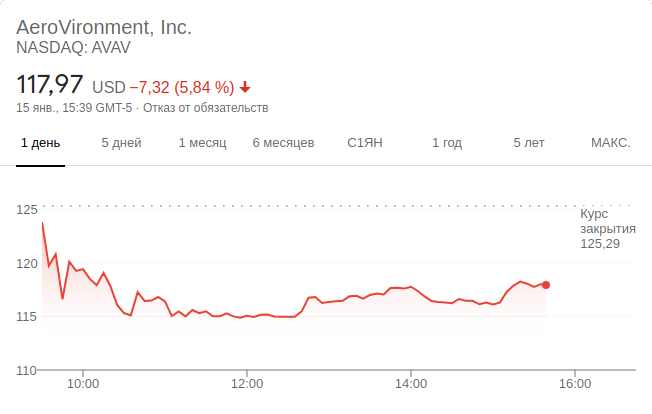 AeroVironment, Inc.
NASDAQ: AVAV
117,97 USD −7,32 (5,84 %)
15 янв., 15:39 GMT-5 · Отказ от обязательств
1 день 5 дней 1 месяц 6 месяцев С1ЯН 1 год 5 лет МАКС.
125
Курс
закрытия
125,29
120
115
110
10:00 12:00 14:00 16:00